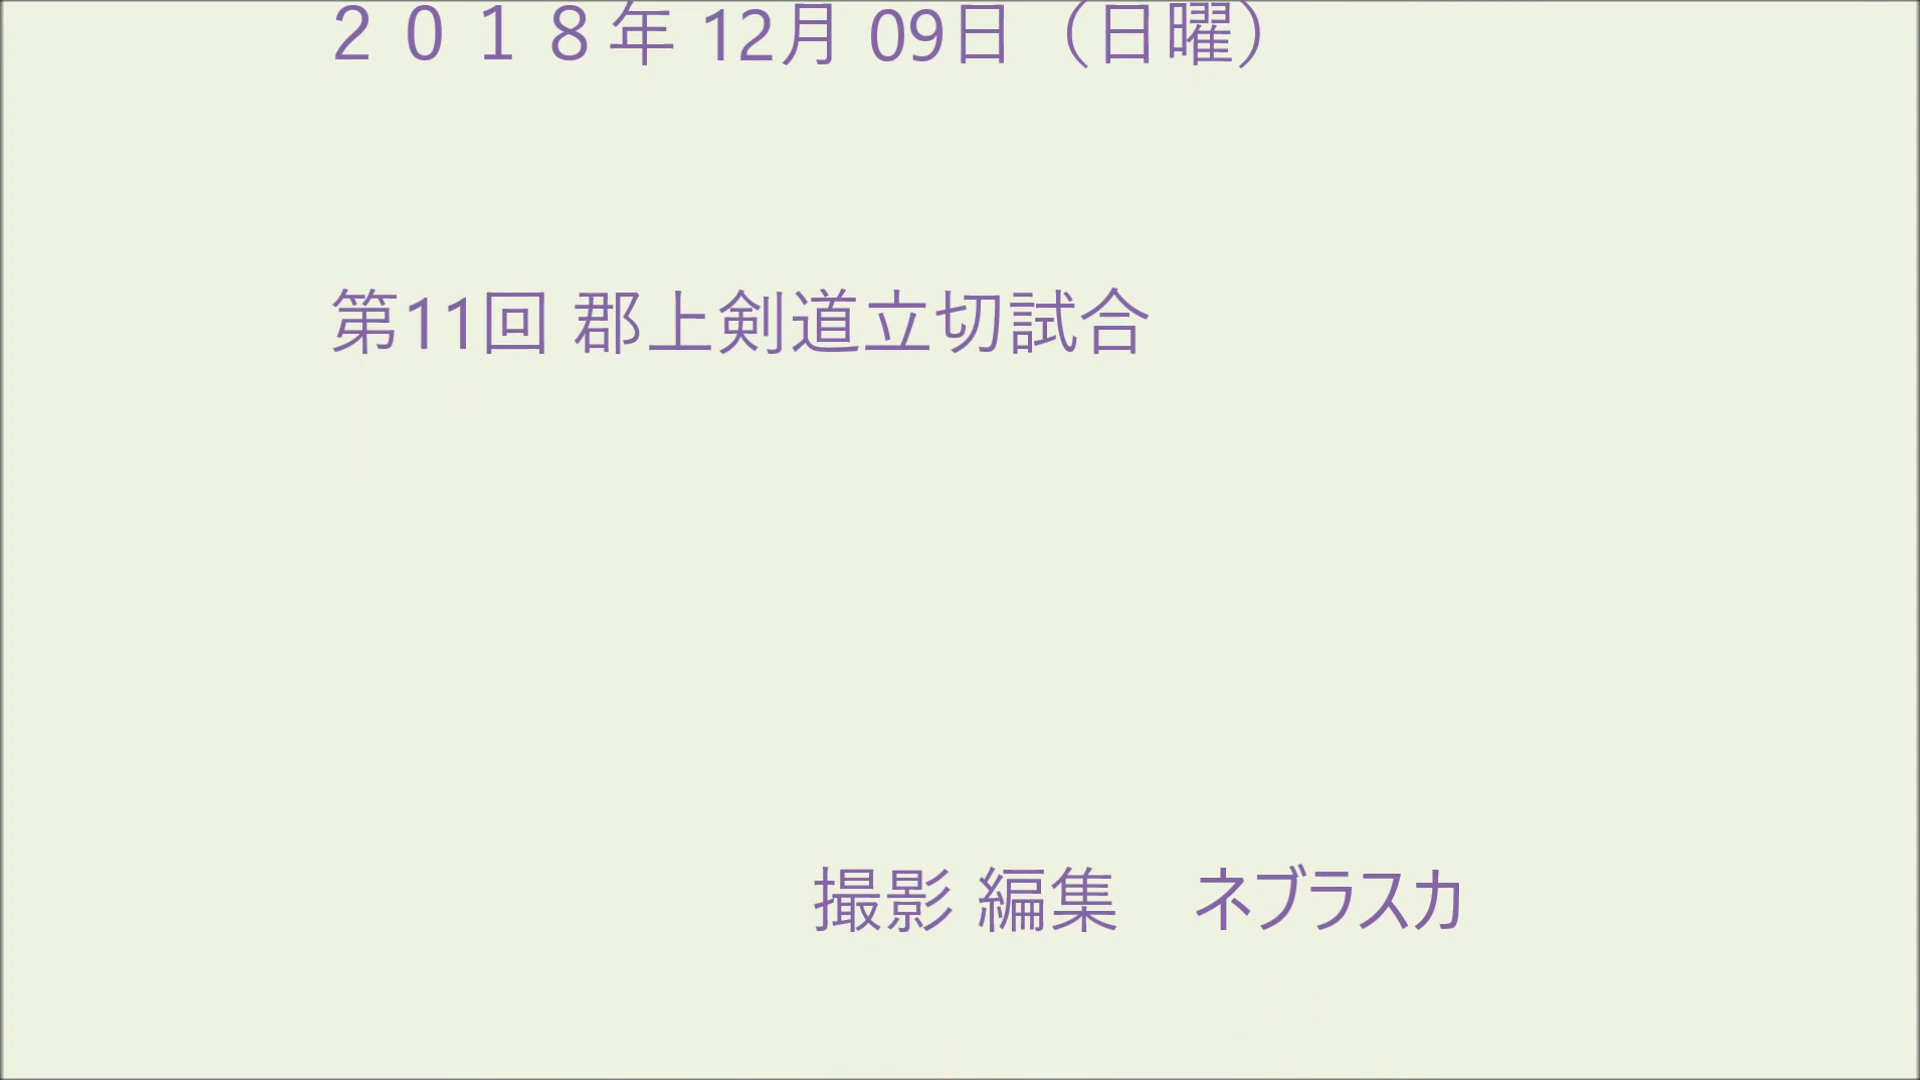 ２０１８年 12月 09日（日曜）
第11回 郡上剣道立切試合
撮影 編集　ネブラスカ